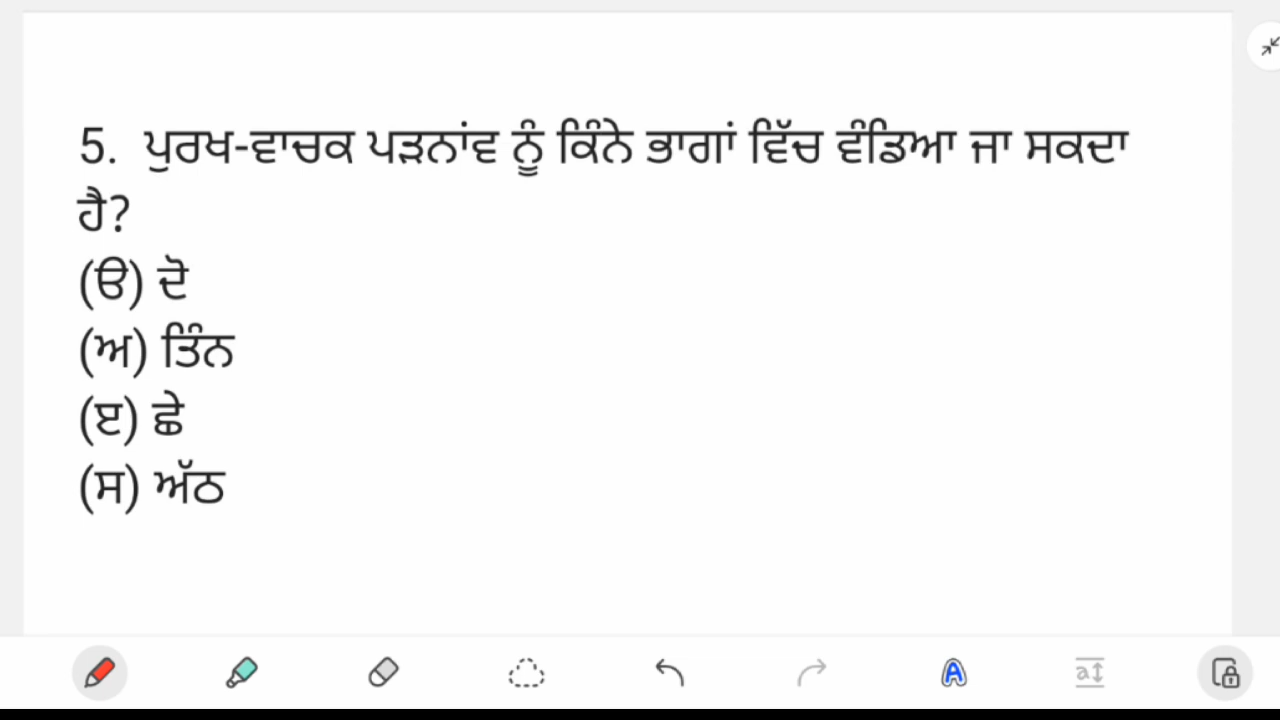 5. ਪੁਰਖ-ਵਾਚਕ ਪੜਨਾਂਵ ਨੂੰ ਕਿੰਨੇ ਭਾਗਾਂ ਵਿੱਚ ਵੰਡਿਆ ਜਾ ਸਕਦਾ
ਹੈ?
(ੳ) ਦੋ
(ਅ) ਤਿੰਨ
(ੲ) ਛੇ
(ਸ) ਅੱਠ
A
a